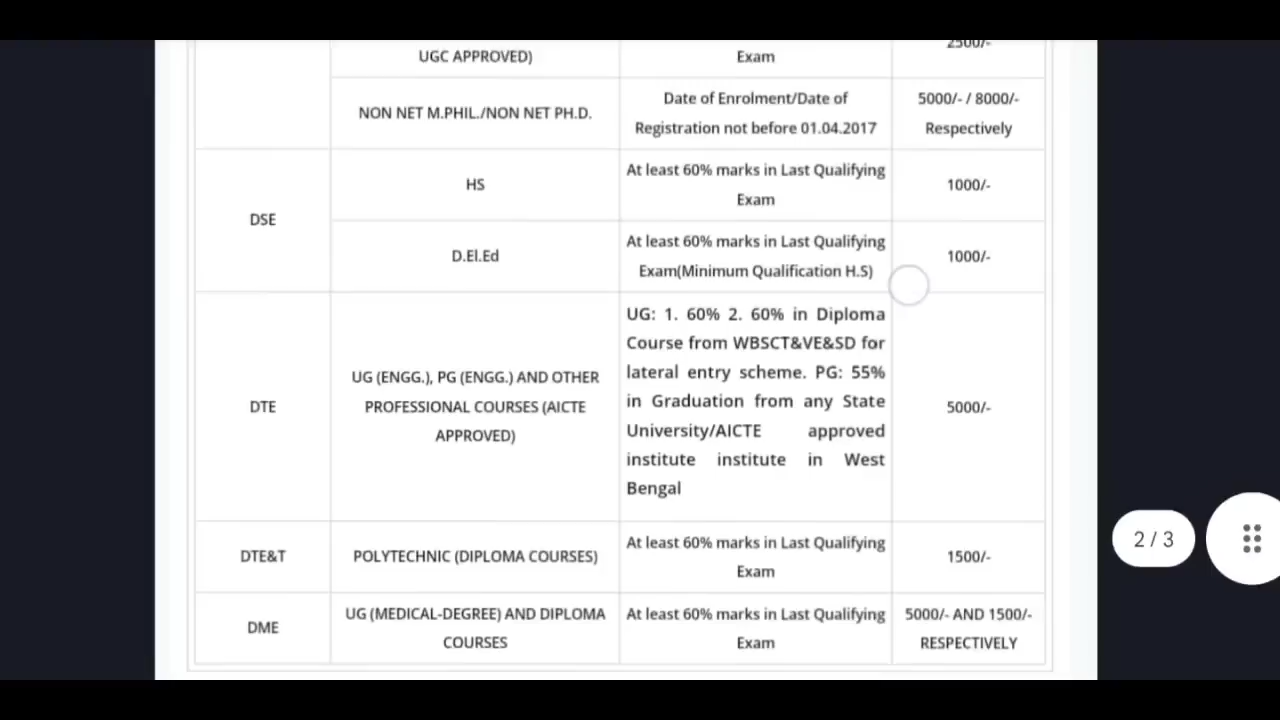 2500/-
UGC APPROVED)
Exam
NON NET M.PHIL./NON NET PH.D.
Date of Enrolment/Date of
Registration not before 01.04.2017
5000/- / 8000/-
Respectively
DSE
HS
At least 60% marks in Last Qualifying
Exam
1000/-
D.El.Ed
At least 60% marks in Last Qualifying
Exam(Minimum Qualification H.S)
1000/-
DTE
UG (ENGG.), PG (ENGG.) AND OTHER
PROFESSIONAL COURSES (AICTE
APPROVED)
UG: 1. 60% 2. 60% in Diploma
Course from WBSCT&VE&SD for
lateral entry scheme. PG: 55%
in Graduation from any State
University/AICTE approved
institute institute in West
Bengal
5000/-
DTE&T
POLYTECHNIC (DIPLOMA COURSES)
At least 60% marks in Last Qualifying
Exam
1500/-
DME
UG (MEDICAL-DEGREE) AND DIPLOMA
COURSES
At least 60% marks in Last Qualifying
Exam
5000/- AND 1500/-
RESPECTIVELY
2 / 3